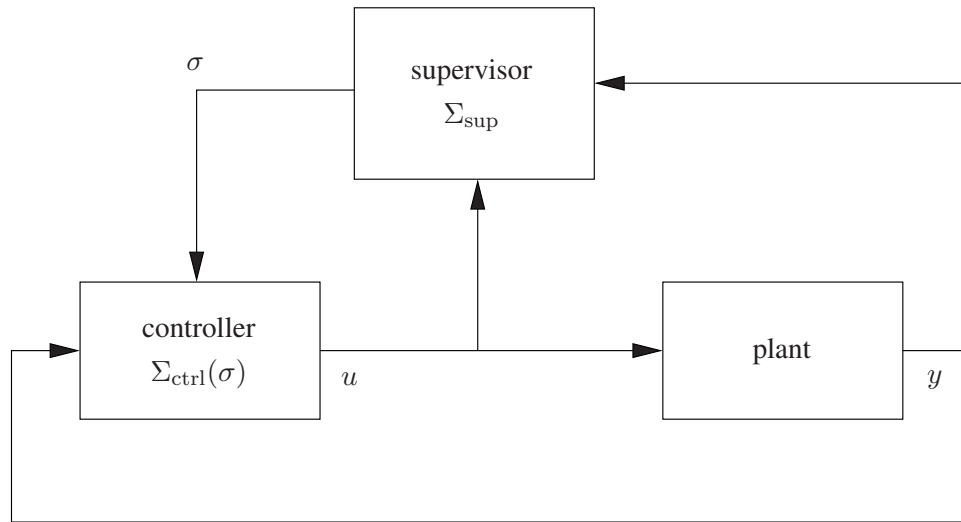 σ
supervisor
Σsup
controller
Σctrl(σ)
u
plant
y